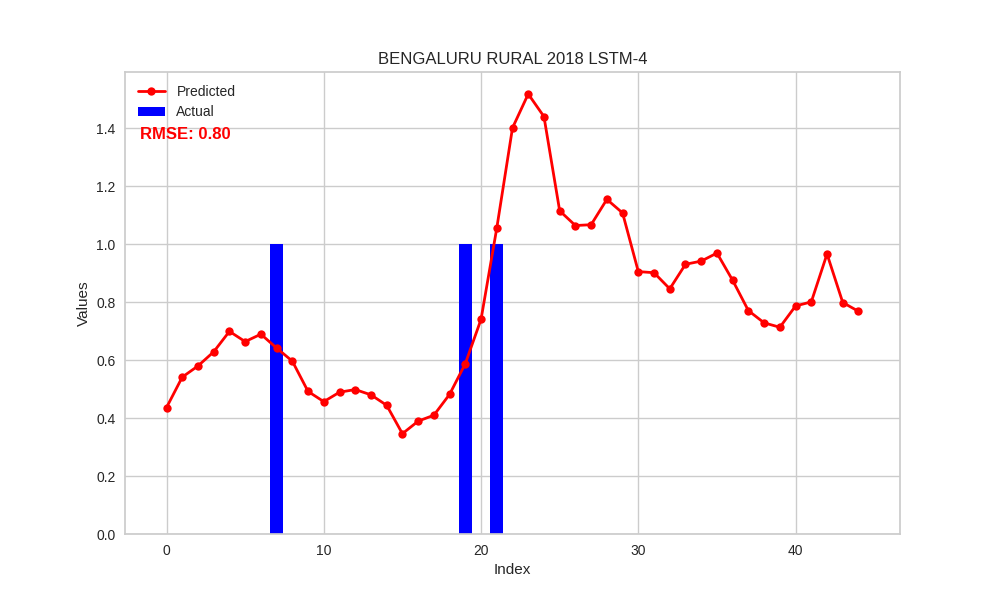 BENGALURU RURAL 2018 LSTM-4
Predicted
Actual
RMSE: 0.80
Values
1.4
1.2
1.0
0.8
0.6
0.4
0.2
0.0
0 10 20 30 40
Index